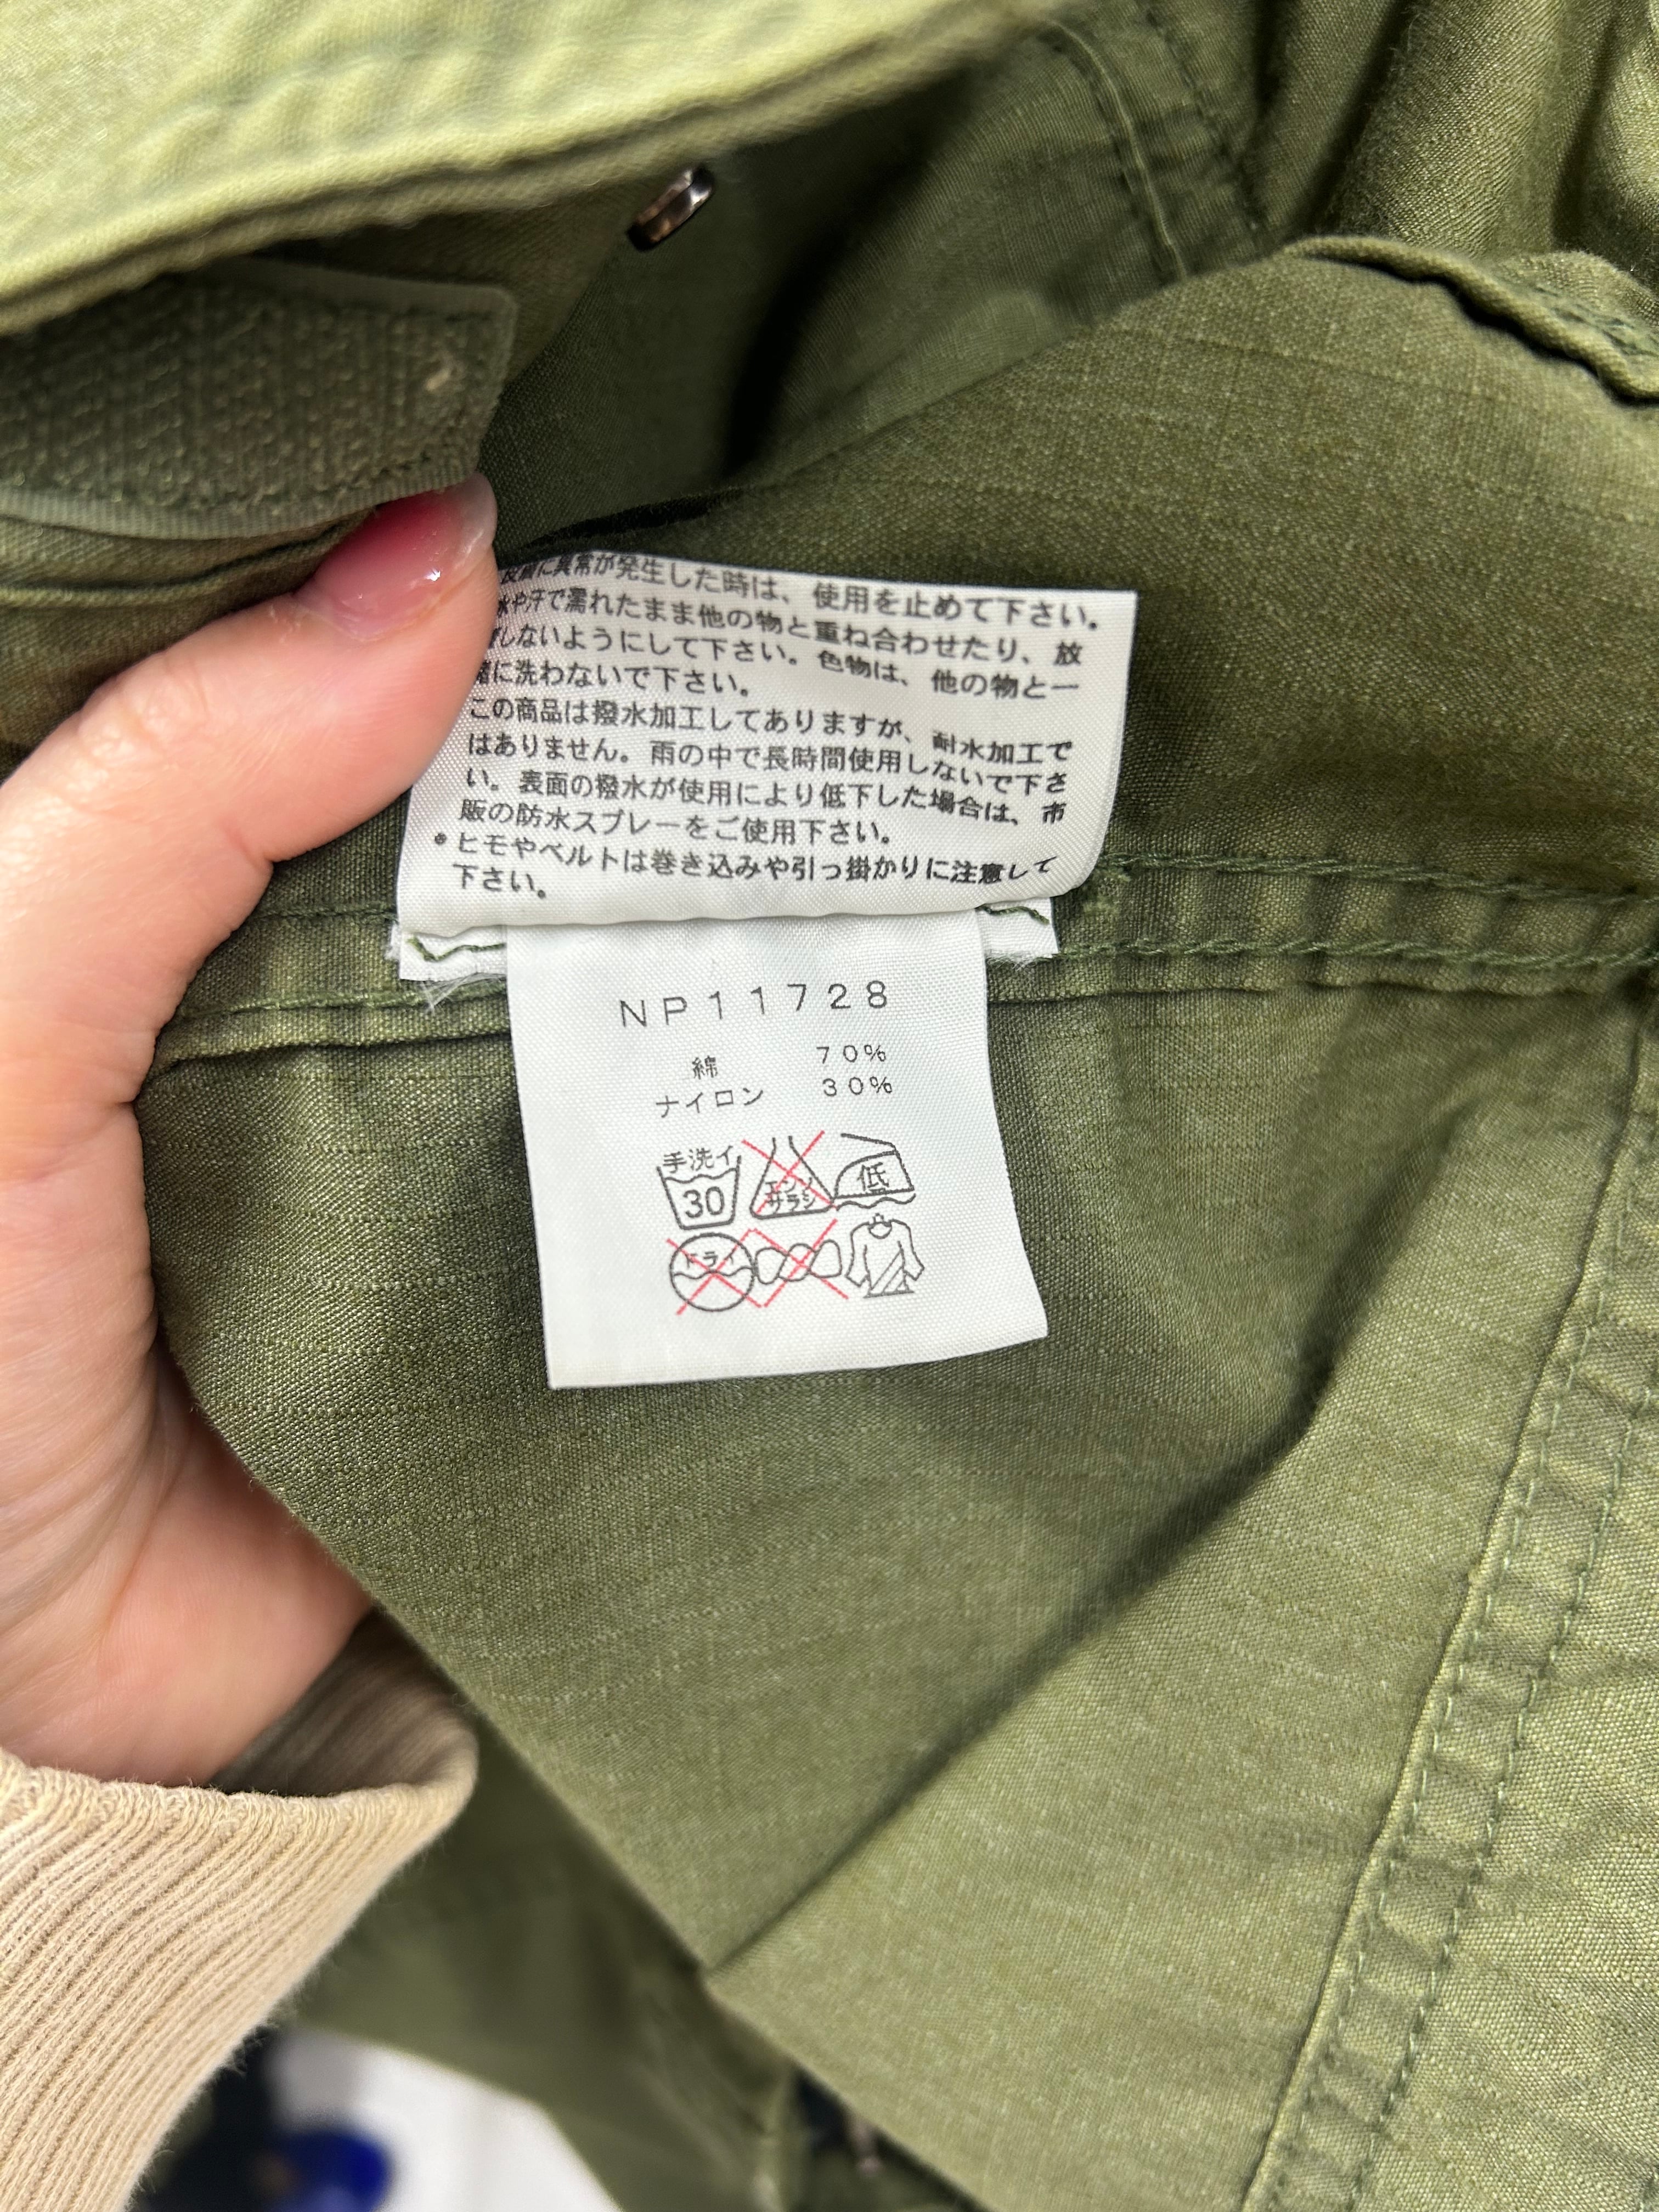 皮膚に異常が発生した時は、使用を止めて下さい。
水や汗で濡れたまま他の物と重ね合わせたり、放
置しないようにして下さい。色物は、他の物と一
緒に洗わないで下さい。
この商品は撥水加工してありますが、耐水加工で
はありません。雨の中で長時間使用しないで下さ
い。表面の撥水が使用により低下した場合は、市
販の防水スプレーをご使用下さい。
●ヒモやベルトは巻き込みや引っ掛かりに注意して
下さい。
NP11728
綿 70%
ナイロン 30%
手洗イ
30
エンソ
サラシ
低
ドライ